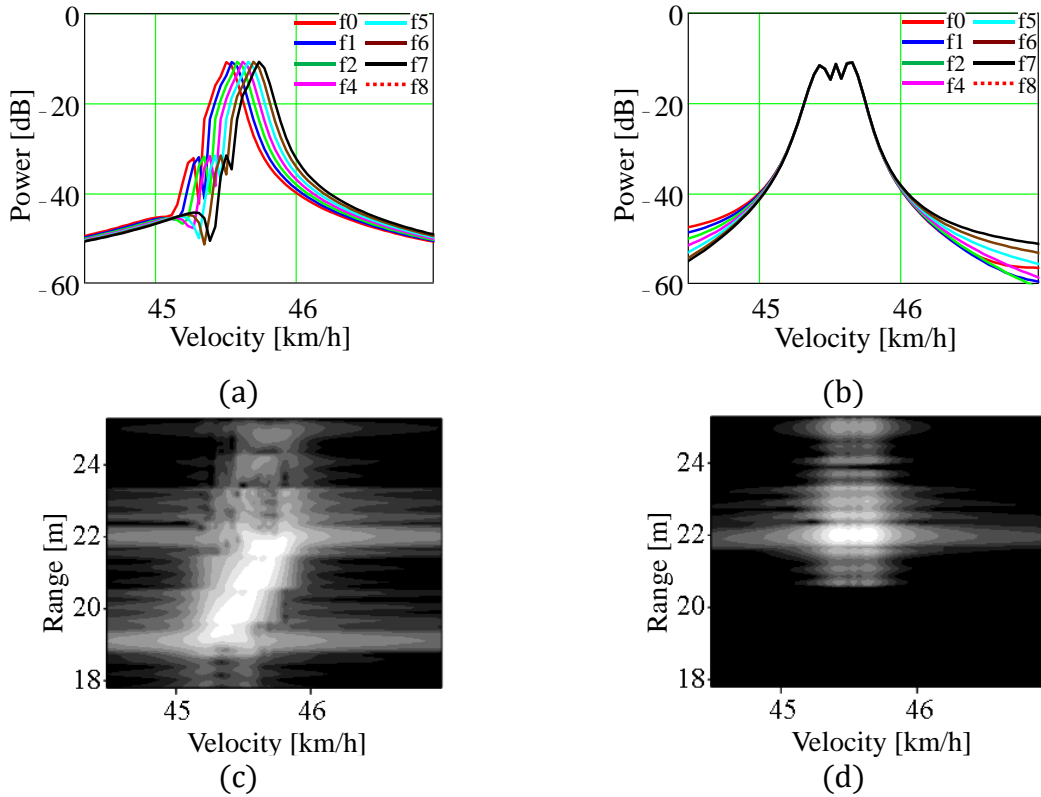 0
-20
-40
-60
Power [dB]
f0 f5
f1 f6
f2 f7
f4 f8
45 46
Velocity [km/h]
(a)
0
-20
-40
-60
Power [dB]
f0 f5
f1 f6
f2 f7
f4 f8
45 46
Velocity [km/h]
(b)
24
22
20
18
Range [m]
45 46
Velocity [km/h]
(c)
24
22
20
18
Range [m]
45 46
Velocity [km/h]
(d)